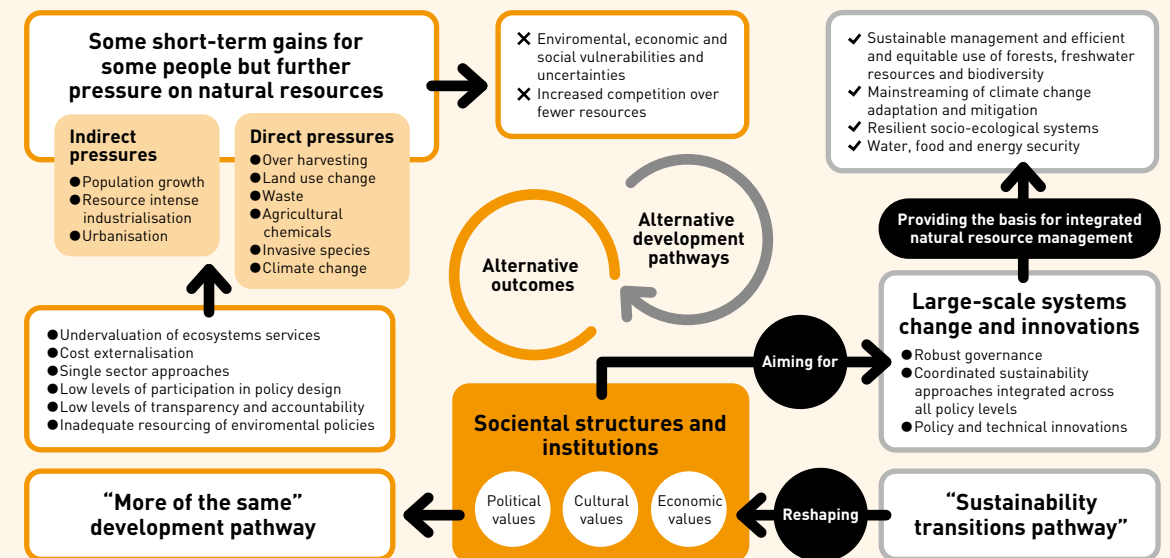 Some short-term gains for
some people but further
pressure on natural resources
Indirect
pressures
●Population growth
●Resource intense
industrialisation
●Urbanisation
Direct pressures
●Over harvesting
●Land use change
●Waste
●Agricultural
chemicals
●Invasive species
●Climate change
✕ Enviromental, economic and
social vulnerabilities and
uncertainties
✕ Increased competition over
fewer resources
✔ Sustainable management and efficient
and equitable use of forests, freshwater
resources and biodiversity
✔ Mainstreaming of climate change
adaptation and mitigation
✔ Resilient socio-ecological systems
✔ Water, food and energy security
Alternative
outcomes
Alternative
development
pathways
Providing the basis for integrated
natural resource management
Large-scale systems
change and innovations
●Robust governance
●Coordinated sustainability
approaches integrated across
all policy levels
●Policy and technical innovations
●Undervaluation of ecosystems services
●Cost externalisation
●Single sector approaches
●Low levels of participation in policy design
●Low levels of transparency and accountability
●Inadequate resourcing of enviromental policies
Aiming for
Sociental structures and
institutions
Political
values
Cultural
values
Economic
values
“More of the same”
development pathway
Reshaping
“Sustainability
transitions pathway”